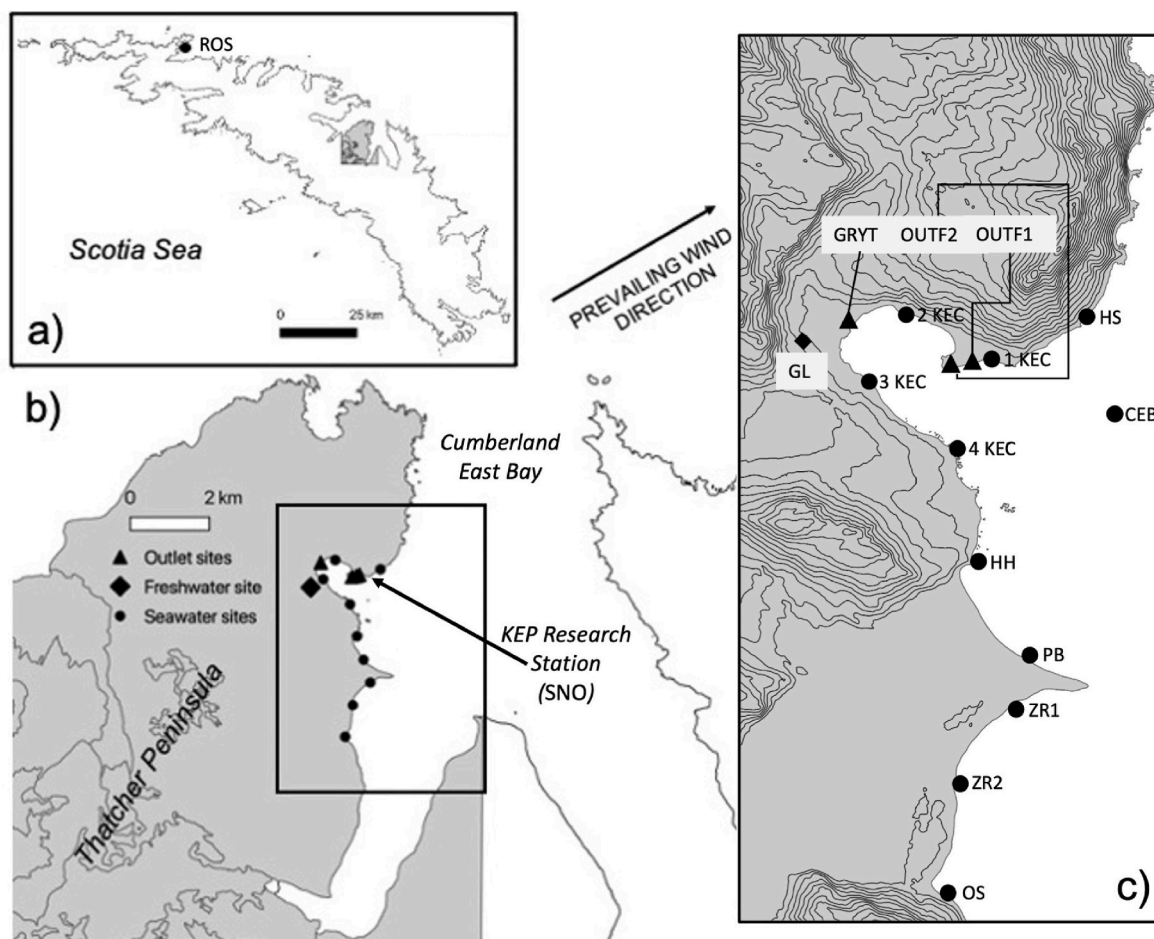 ROS
Scotia Sea
0 25 km
a)
PREVAILING WIND
DIRECTION
b)
Cumberland
East Bay
0 2 km
Outlet sites
Freshwater site
Seawater sites
KEP Research
Station
(SNO)
Thatcher Peninsula
GRYT OUTF2 OUTF1
2 KEC
HS
GL
1 KEC
3 KEC
CEB
4 KEC
HH
PB
ZR1
ZR2
OS
c)